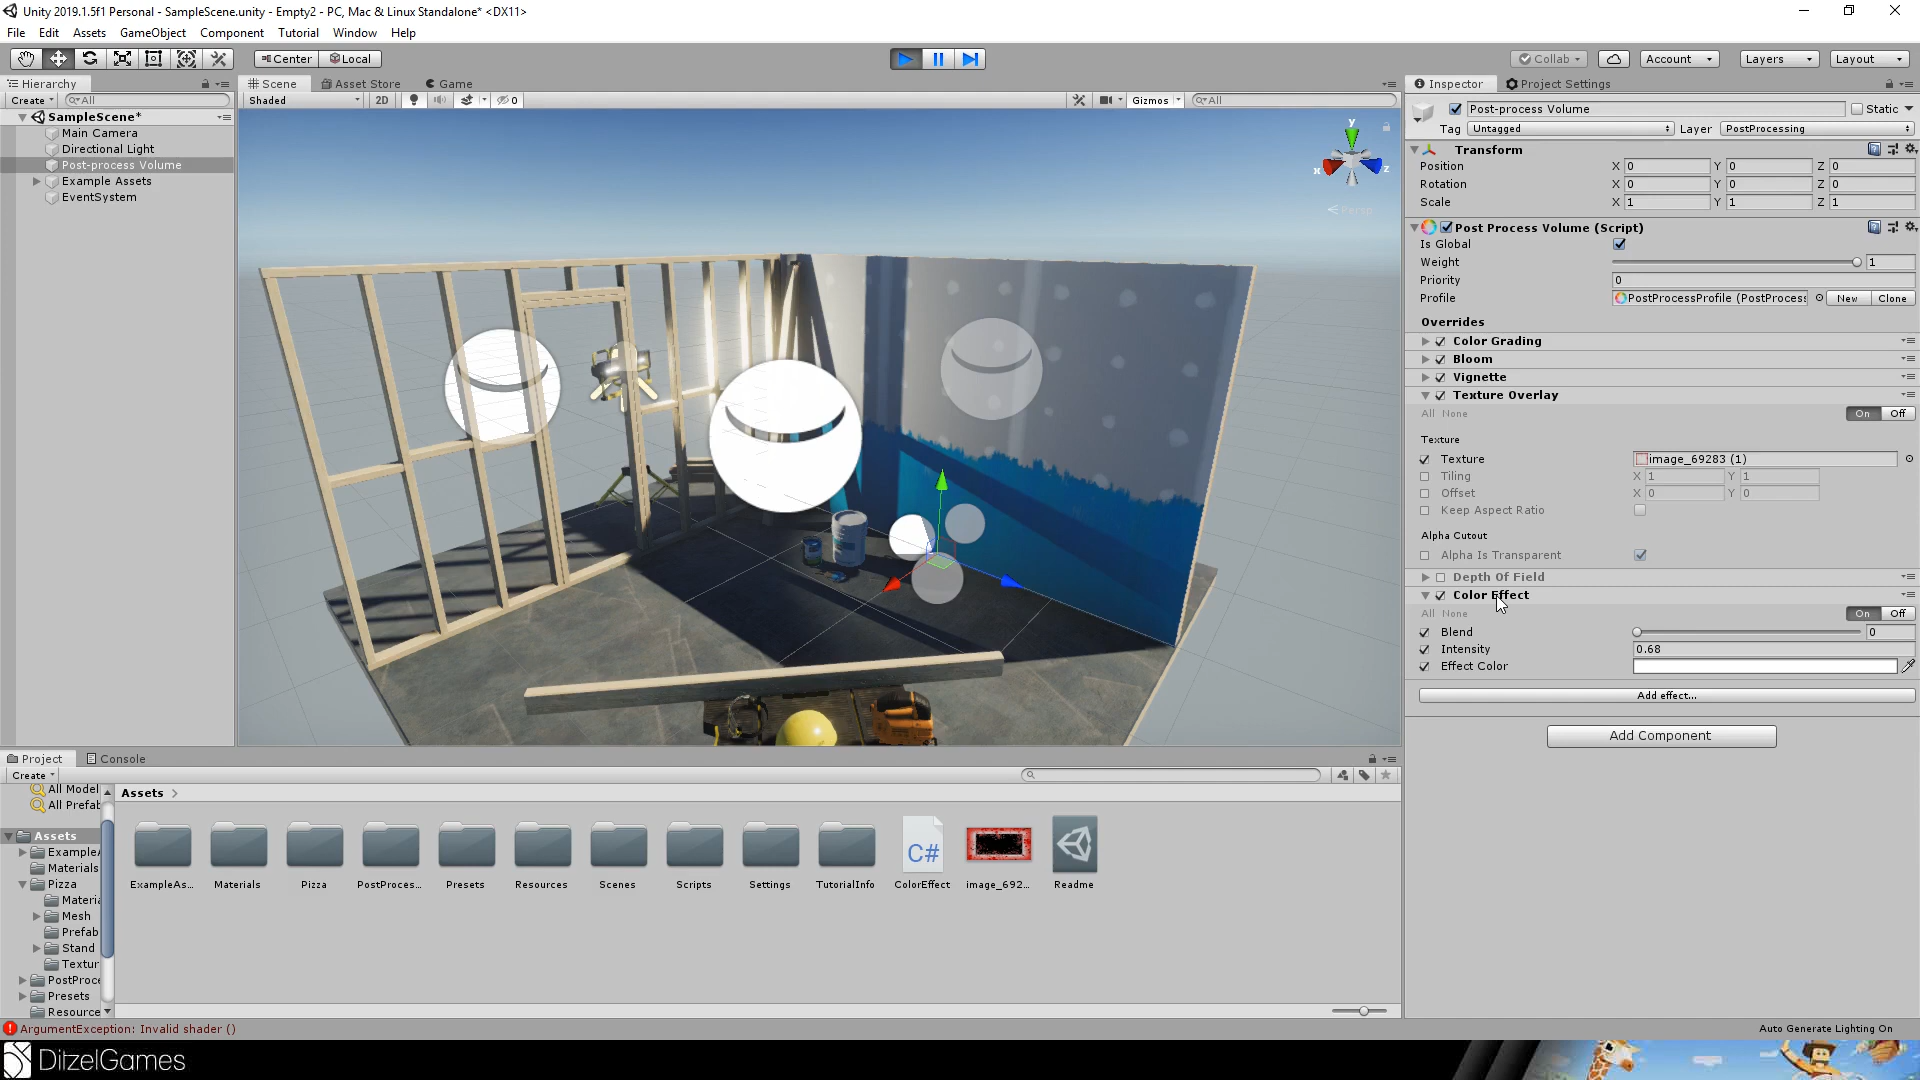 Unity 2019.1.5f1 Personal - SampleScene.unity - Empty2 - PC, Mac & Linux Standalone* <DX11>
File Edit Assets GameObject Component Tutorial Window Help
Center Local Collab Account Layers Layout
Hierarchy
Create All
SampleScene*
Main Camera
Directional Light
Post-process Volume
Example Assets
EventSystem
Scene Asset Store Game
Shaded 2D 0 Gizmos All
y
x z
Persp
Inspector Project Settings
Post-process Volume Static
Tag Untagged Layer PostProcessing
Transform
Position X 0 Y 0 Z 0
Rotation X 0 Y 0 Z 0
Scale X 1 Y 1 Z 1
Post Process Volume (Script)
Is Global
Weight 1
Priority 0
Profile PostProcessProfile (PostProcess New Clone
Overrides
Color Grading
Bloom
Vignette
Texture Overlay
All None On Off
Texture
Texture image_69283 (1)
Tiling X 1 Y 1
Offset X 0 Y 0
Keep Aspect Ratio
Alpha Cutout
Alpha Is Transparent
Depth Of Field
Color Effect
All None On Off
Blend 0
Intensity 0.68
Effect Color
Add effect...
Add Component
Project Console
Create
All Model
All Prefab
Assets
Example
Materials
Pizza
Materia
Mesh
Prefab
Stand
Textur
PostProce
Presets
Resource
Assets
ExampleAs... Materials Pizza PostProces... Presets Resources Scenes Scripts Settings TutorialInfo ColorEffect image_692... Readme
C#
ArgumentException: Invalid shader ()
Auto Generate Lighting On
DitzelGames